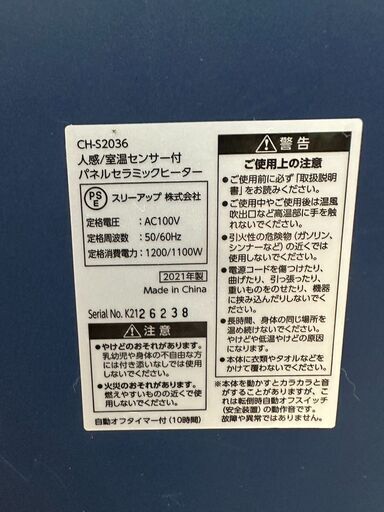 CH-S2036
人感/室温センサー付
パネルセラミックヒーター
PSE
スリーアップ 株式会社
定格電圧：AC100V
定格周波数：50/60Hz
定格消費電力：1200/1100W
2021年製
Made in China
Serial No. K2126238
注意
●やけどのおそれがあります。
乳幼児や身体の不自由な方
には付き添いなしでは使用
しないでください。
●火災のおそれがあります。
燃えやすいものの近くで使
用しないでください。
自動オフタイマー付(10時間)
警告
ご使用上の注意
●ご使用前に必ず「取扱説明
書」をお読みください。
●ご使用中やご使用後は温風
吹出口など高温部に手を触
れないでください。
●引火性の危険物(ガソリン、
シンナーなど)の近くでは
使用しないでください。
●電源コードを傷つけたり、
曲げたり、引っ張ったり、
重いものをのせたり、機器
に挟み込んだりしないでく
ださい。
●長時間、身体の同じ場所を
温め続けないでください。
やけどや低温やけどの原因
になります。
●本体に衣類やタオルなどを
かけて覆わないでください。
※本体を動かすとカラカラと音
がすることがありますが、こ
れは転倒時自動オフスイッチ
(安全装置)の動作音です。
故障や異常ではありません。